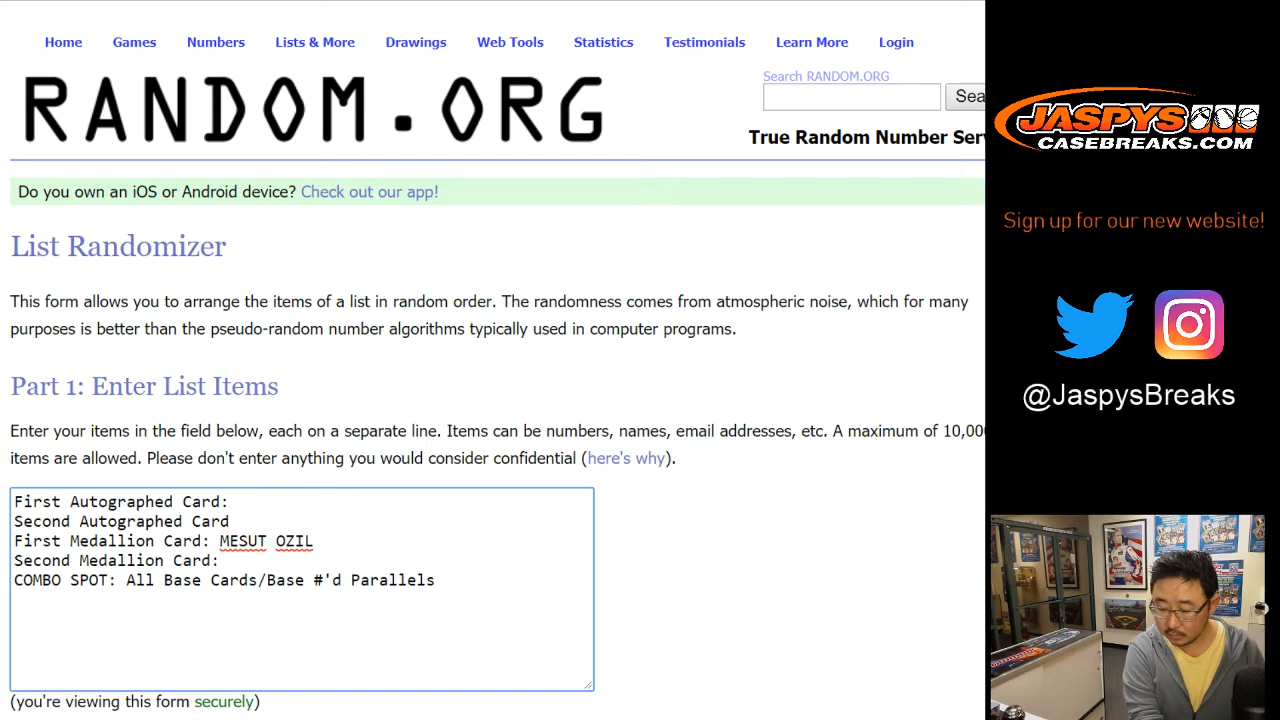 Home Games Numbers Lists & More Drawings Web Tools Statistics Testimonials Learn More Login
RANDOM.ORG
Search RANDOM.ORG
Sea
True Random Number Ser
Do you own an iOS or Android device? Check out our app!
List Randomizer
This form allows you to arrange the items of a list in random order. The randomness comes from atmospheric noise, which for many
purposes is better than the pseudo-random number algorithms typically used in computer programs.
Part 1: Enter List Items
Enter your items in the field below, each on a separate line. Items can be numbers, names, email addresses, etc. A maximum of 10,00
items are allowed. Please don't enter anything you would consider confidential (here's why).
First Autographed Card:
Second Autographed Card
First Medallion Card: MESUT OZIL
Second Medallion Card:
COMBO SPOT: All Base Cards/Base #'d Parallels
(you're viewing this form securely)
JASPYS
CASEBREAKS.COM
Sign up for our new website!
@JaspysBreaks